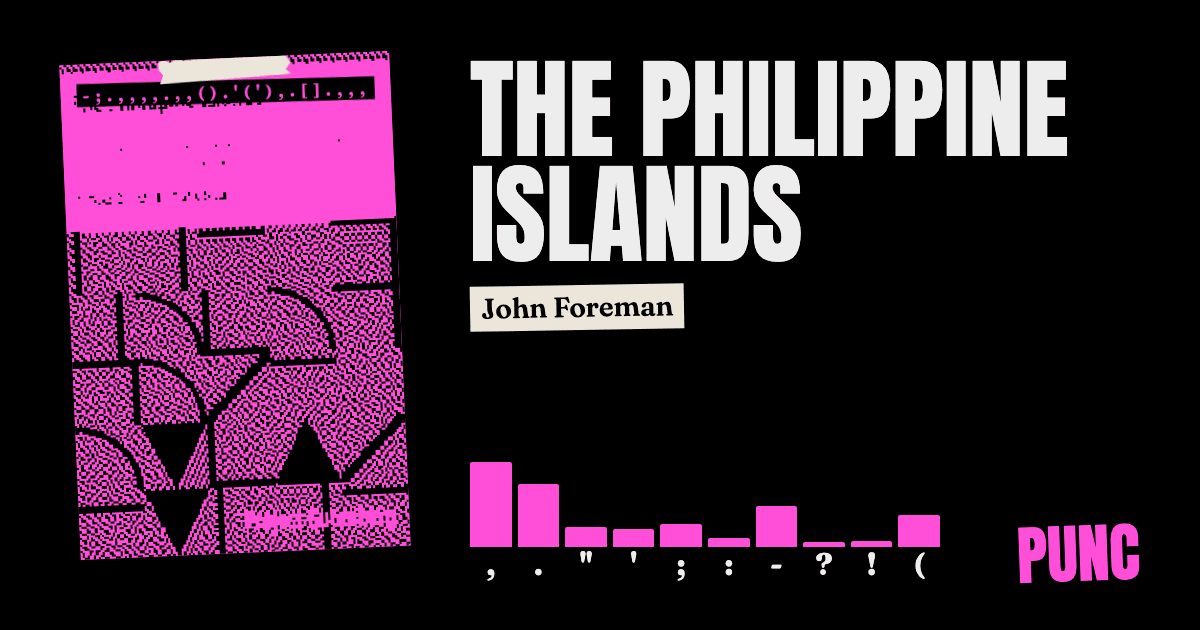 -;.,,,,.,,().'('),.[].,,,
THE PHILIPPINE
ISLANDS
John Foreman
, . " ' ; : - ? ! (
PUNC